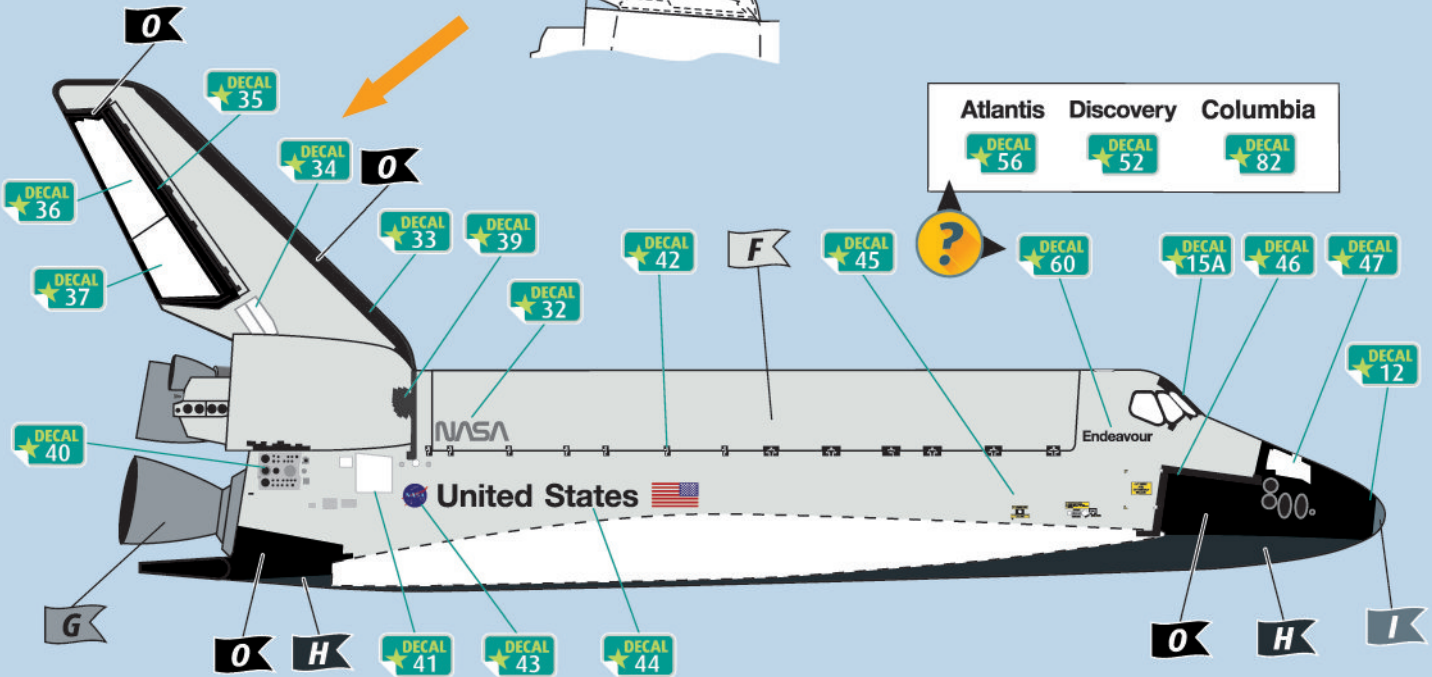 O
DECAL
35
DECAL
34
O
DECAL
36
DECAL
33
DECAL
39
DECAL
37
DECAL
32
DECAL
42
F
DECAL
45
Atlantis Discovery Columbia
DECAL
56
DECAL
52
DECAL
82
?
DECAL
60
DECAL
15A
DECAL
46
DECAL
47
DECAL
12
DECAL
40
NASA
Endeavour
United States
G
O
H
DECAL
41
DECAL
43
DECAL
44
O
H
I